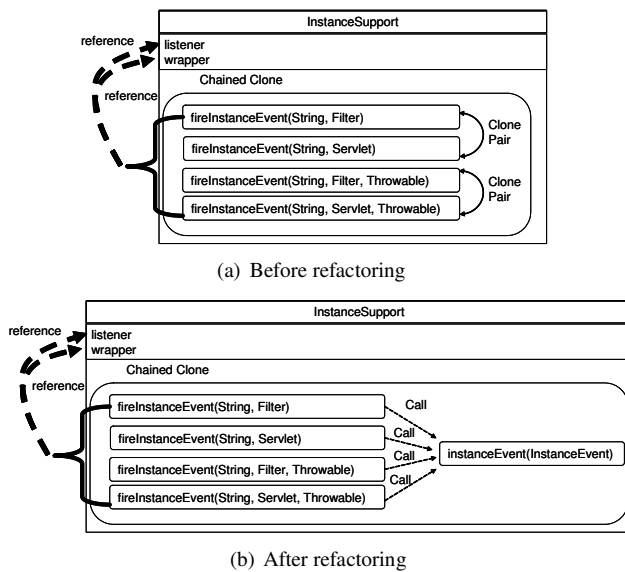 InstanceSupport
reference
listener
wrapper
reference
Chained Clone
fireInstanceEvent(String, Filter)
Clone
Pair
fireInstanceEvent(String, Servlet)
fireInstanceEvent(String, Filter, Throwable)
Clone
Pair
fireInstanceEvent(String, Servlet, Throwable)
(a) Before refactoring
InstanceSupport
reference
listener
wrapper
reference
Chained Clone
fireInstanceEvent(String, Filter)
Call
fireInstanceEvent(String, Servlet)
Call
instanceEvent(InstanceEvent)
Call
fireInstanceEvent(String, Filter, Throwable)
Call
fireInstanceEvent(String, Servlet, Throwable)
(b) After refactoring